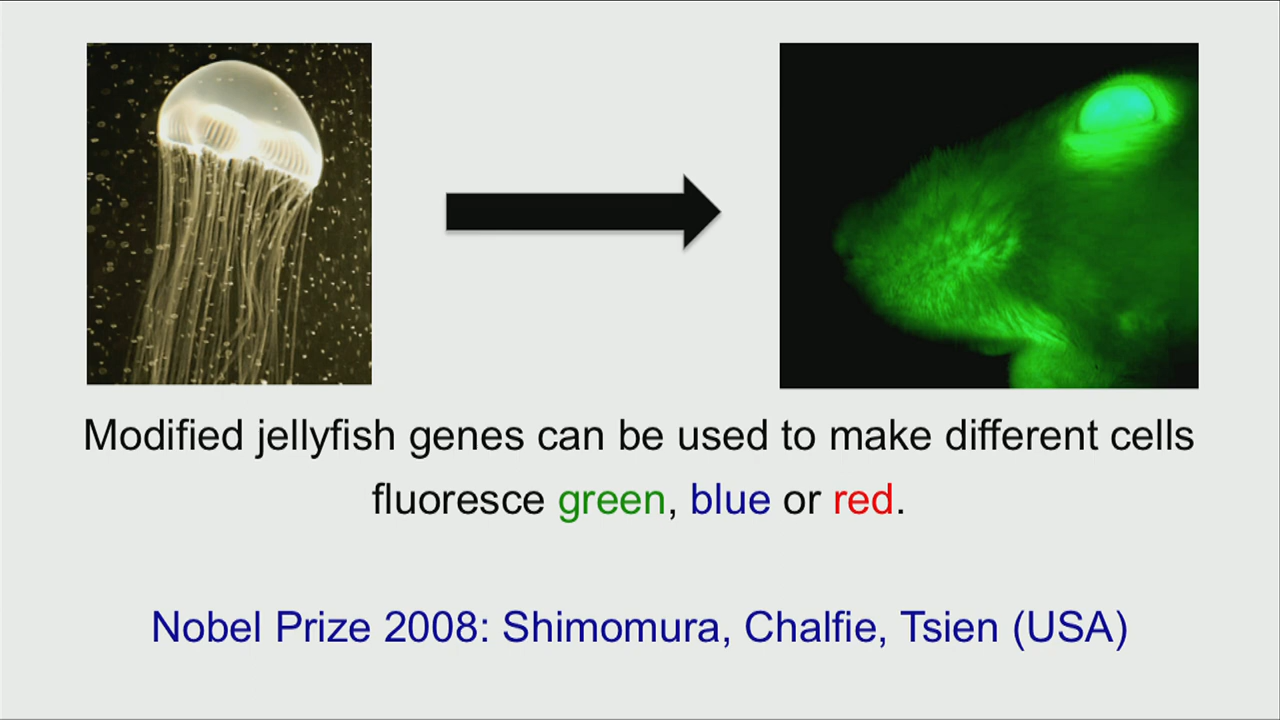 Modified jellyfish genes can be used to make different cells
fluoresce green, blue or red.
Nobel Prize 2008: Shimomura, Chalfie, Tsien (USA)